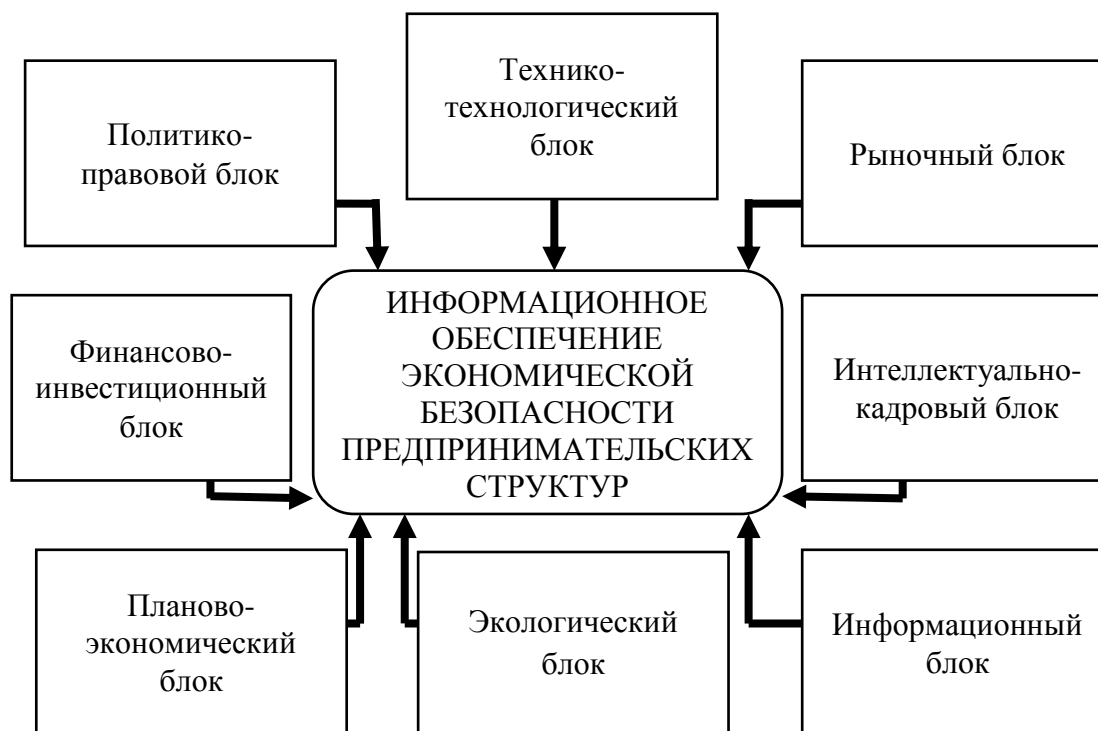 Политико-
правовой блок
Технико-
технологический
блок
Рыночный блок
ИНФОРМАЦИОННОЕ
ОБЕСПЕЧЕНИЕ
ЭКОНОМИЧЕСКОЙ
БЕЗОПАСНОСТИ
ПРЕДПРИНИМАТЕЛЬСКИХ
СТРУКТУР
Финансово-
инвестиционный
блок
Интеллектуально-
кадровый блок
Планово-
экономический
блок
Экологический
блок
Информационный
блок